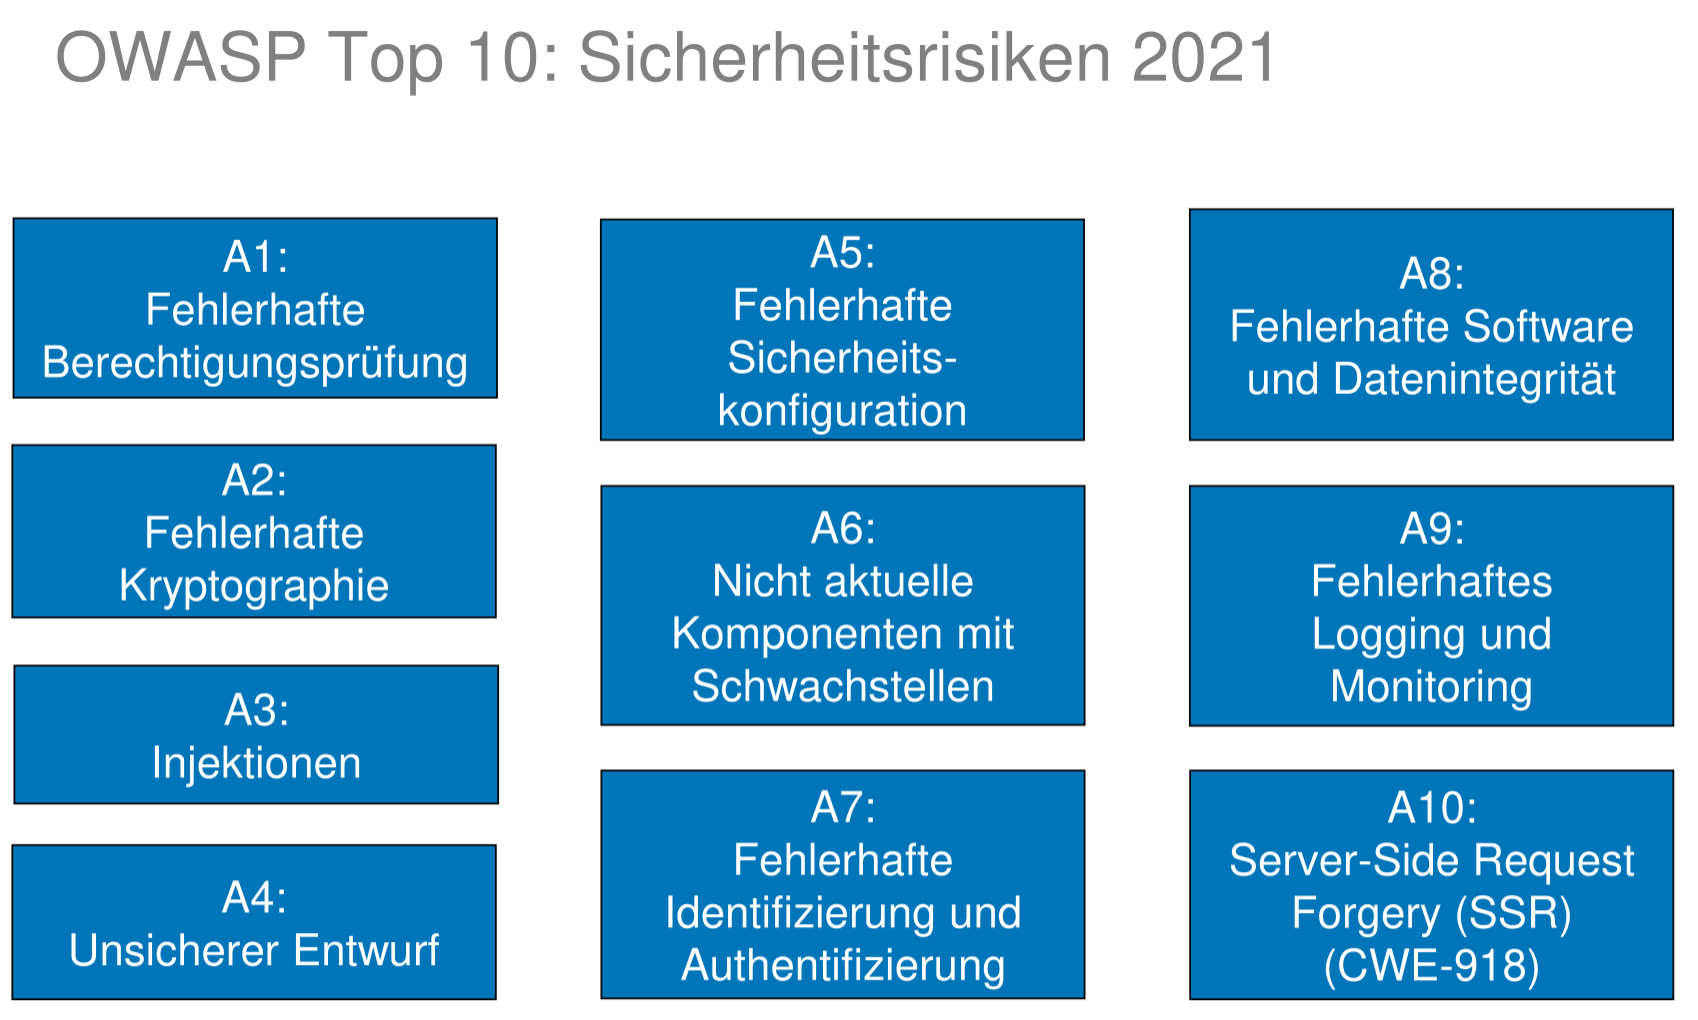 OWASP Top 10: Sicherheitsrisiken 2021
A1:
Fehlerhafte
Berechtigungsprüfung
A2:
Fehlerhafte
Kryptographie
A3:
Injektionen
A4:
Unsicherer Entwurf
A5:
Fehlerhafte
Sicherheits-
konfiguration
A6:
Nicht aktuelle
Komponenten mit
Schwachstellen
A7:
Fehlerhafte
Identifizierung und
Authentifizierung
A8:
Fehlerhafte Software
und Datenintegrität
A9:
Fehlerhaftes
Logging und
Monitoring
A10:
Server-Side Request
Forgery (SSR)
(CWE-918)